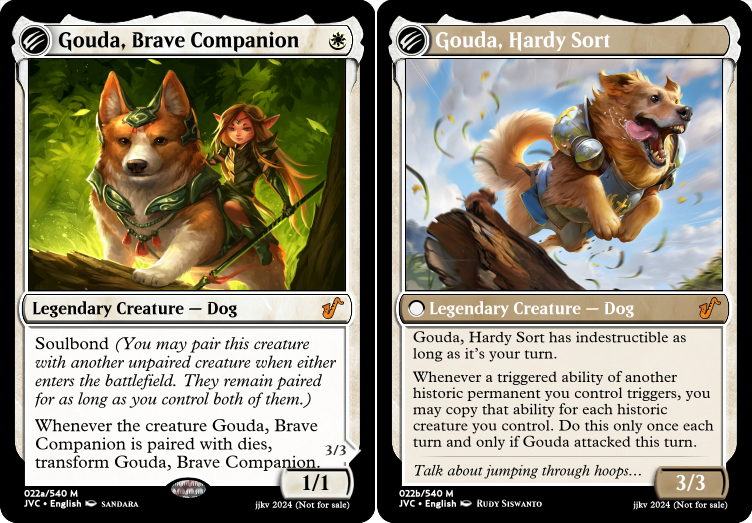 Gouda, Brave Companion
Legendary Creature — Dog
Soulbond (You may pair this creature
with another unpaired creature when either
enters the battlefield. They remain paired
for as long as you control both of them.)
Whenever the creature Gouda, Brave
Companion is paired with dies,
transform Gouda, Brave Companion.
3/3
1/1
022a/540 M
JVC • English SANDARA
jjkv 2024 (Not for sale)
Gouda, Hardy Sort
Legendary Creature — Dog
Gouda, Hardy Sort has indestructible as
long as it's your turn.
Whenever a triggered ability of another
historic permanent you control triggers, you
may copy that ability for each historic
creature you control. Do this only once each
turn and only if Gouda attacked this turn.
Talk about jumping through hoops…
3/3
022b/540 M
JVC • English Rudy Siswanto
jjkv 2024 (Not for sale)